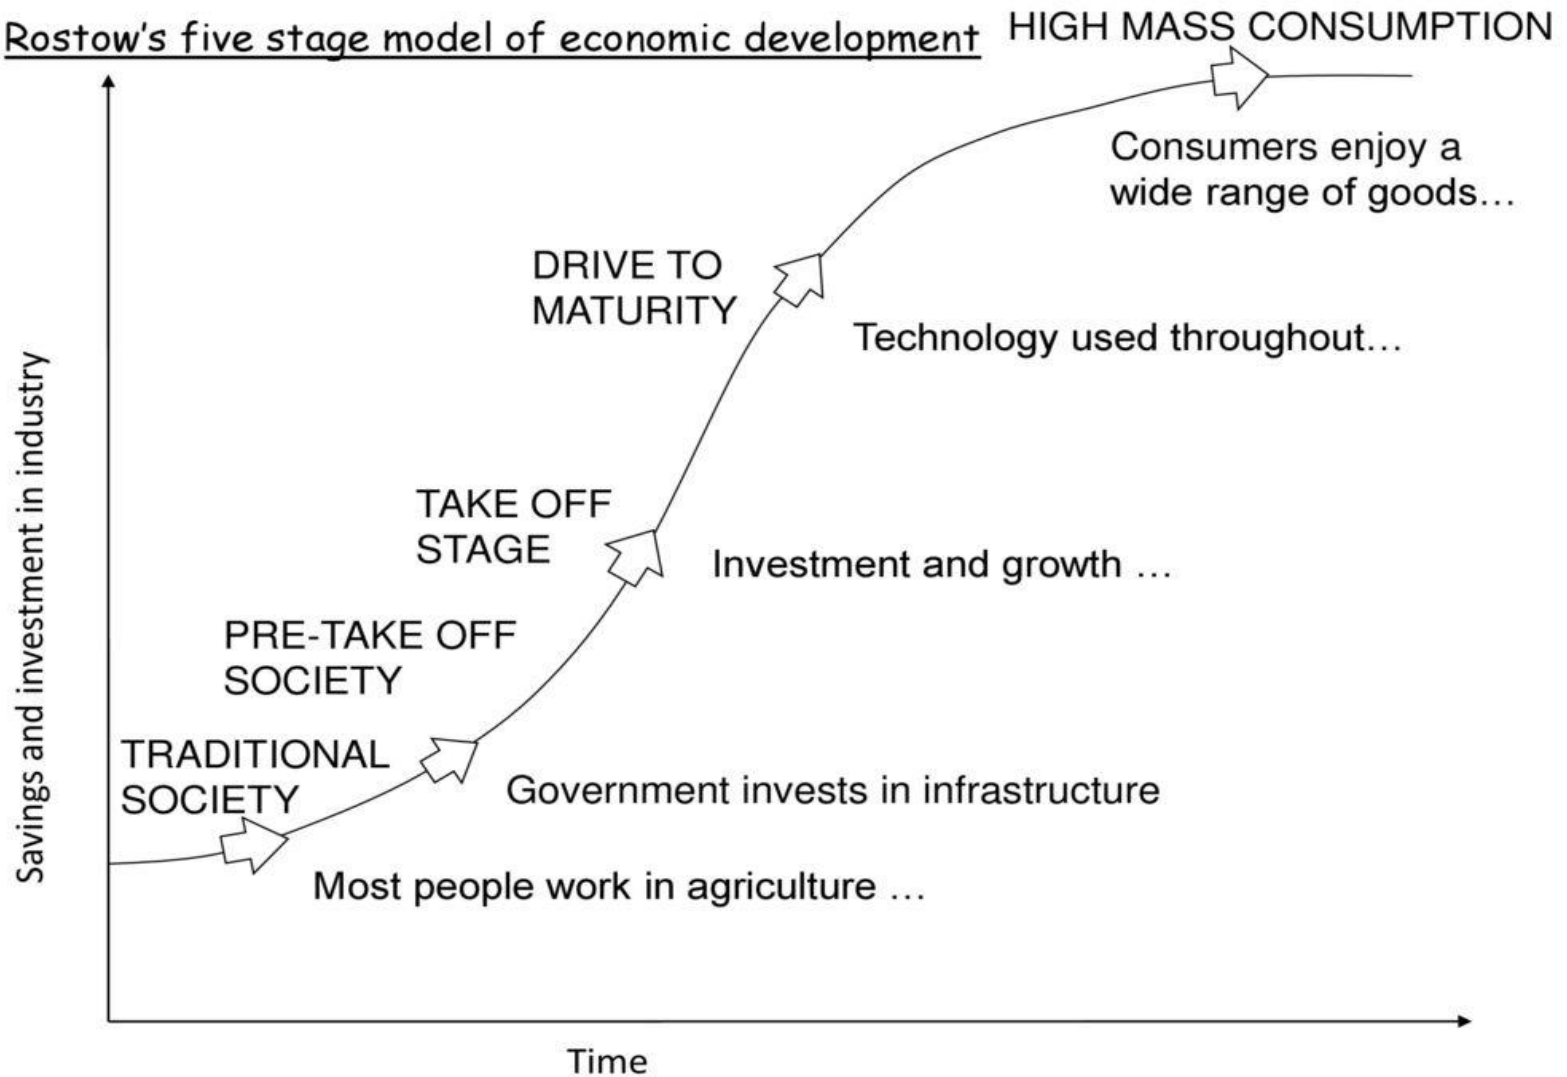 Rostow's five stage model of economic development
HIGH MASS CONSUMPTION
Consumers enjoy a
wide range of goods…
DRIVE TO
MATURITY
Technology used throughout…
TAKE OFF
STAGE
Investment and growth …
PRE-TAKE OFF
SOCIETY
TRADITIONAL
SOCIETY
Government invests in infrastructure
Most people work in agriculture …
Savings and investment in industry
Time